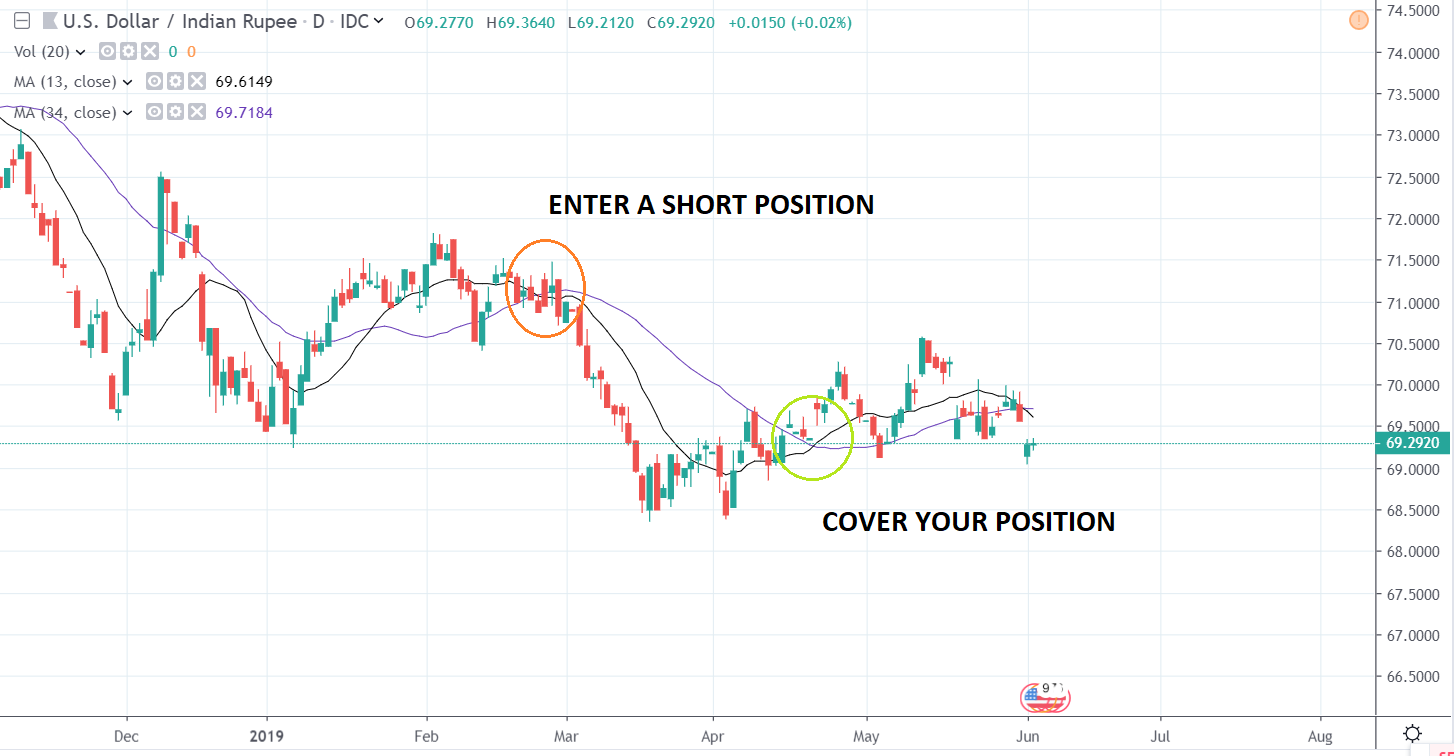 U.S. Dollar / Indian Rupee · D · IDC O69.2770 H69.3640 L69.2120 C69.2920 +0.0150 (+0.02%)
Vol (20) 0 0
MA (13, close) 69.6149
MA (34, close) 69.7184
ENTER A SHORT POSITION
COVER YOUR POSITION
74.5000
74.0000
73.5000
73.0000
72.5000
72.0000
71.5000
71.0000
70.5000
70.0000
69.5000
69.2920
69.0000
68.5000
68.0000
67.5000
67.0000
66.5000
Dec 2019 Feb Mar Apr May Jun Jul Aug